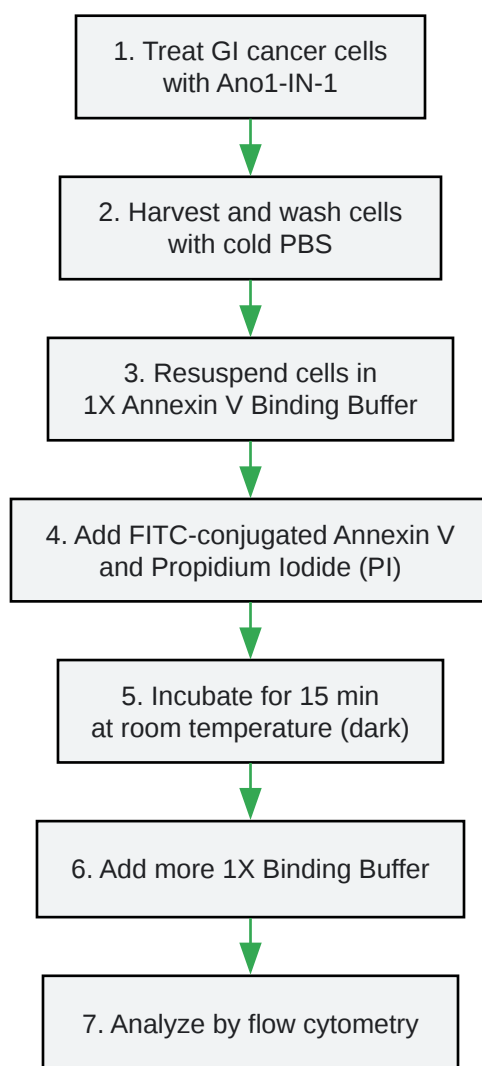 1. Treat GI cancer cells
with Ano1-IN-1
2. Harvest and wash cells
with cold PBS
3. Resuspend cells in
1X Annexin V Binding Buffer
4. Add FITC-conjugated Annexin V
and Propidium Iodide (PI)
5. Incubate for 15 min
at room temperature (dark)
6. Add more 1X Binding Buffer
7. Analyze by flow cytometry